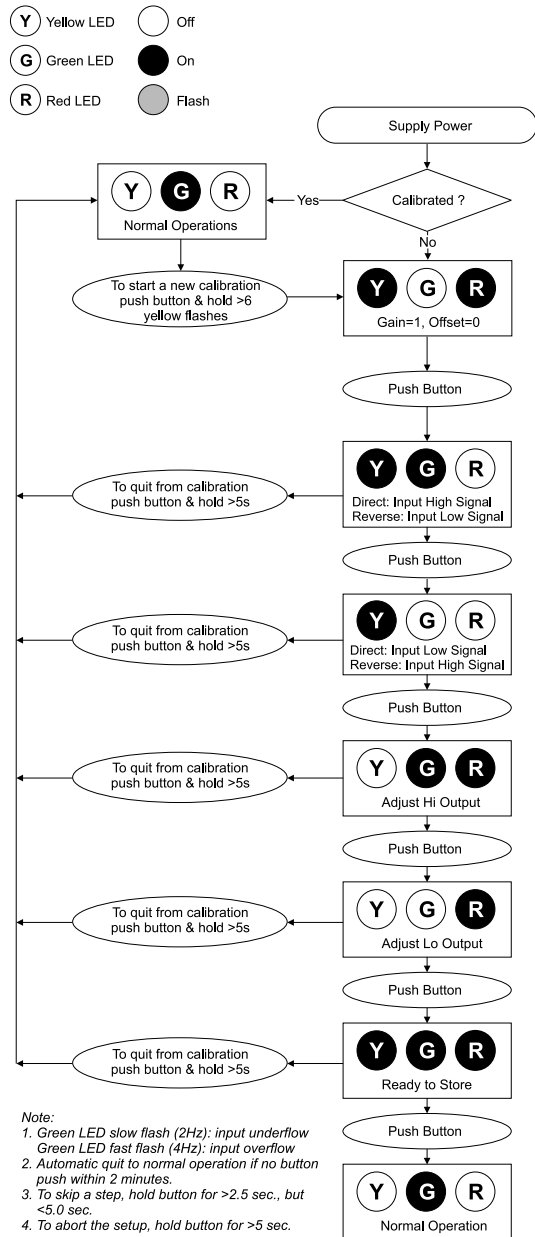 Y Yellow LED Off
G Green LED On
R Red LED Flash
Supply Power
Calibrated ?
Yes
No
Y G R
Normal Operations
To start a new calibration
push button & hold >6
yellow flashes
Y G R
Gain=1, Offset=0
Push Button
Y G R
Direct: Input High Signal
Reverse: Input Low Signal
To quit from calibration
push button & hold >5s
Push Button
Y G R
Direct: Input Low Signal
Reverse: Input High Signal
To quit from calibration
push button & hold >5s
Push Button
Y G R
Adjust Hi Output
To quit from calibration
push button & hold >5s
Push Button
Y G R
Adjust Lo Output
To quit from calibration
push button & hold >5s
Push Button
Y G R
Ready to Store
To quit from calibration
push button & hold >5s
Push Button
Y G R
Normal Operation
Note:
1. Green LED slow flash (2Hz): input underflow
Green LED fast flash (4Hz): input overflow
2. Automatic quit to normal operation if no button
push within 2 minutes.
3. To skip a step, hold button for >2.5 sec., but
<5.0 sec.
4. To abort the setup, hold button for >5 sec.